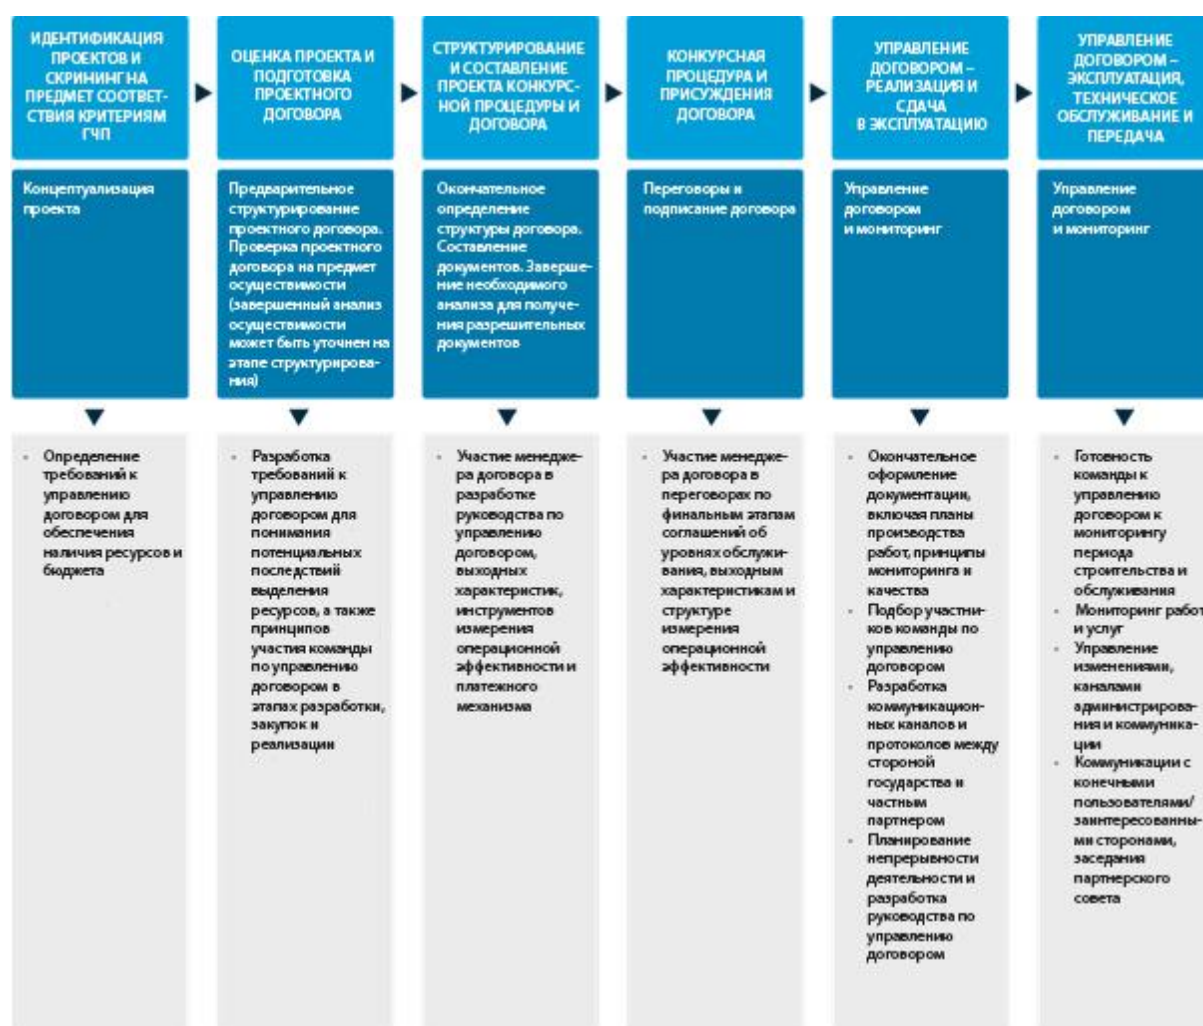 ИДЕНТИФИКАЦИЯ
ПРОЕКТОВ И
СКРИНИНГ НА
ПРЕДМЕТ СООТВЕТ-
СТВИЯ КРИТЕРИЯМ
ГЧП
Концептуализация
проекта
• Определение
требований к
управлению
договором для
обеспечения
наличия ресурсов и
бюджета
ОЦЕНКА ПРОЕКТА И
ПОДГОТОВКА
ПРОЕКТНОГО
ДОГОВОРА
Предварительное
структурирование
проектного договора.
Проверка проектного
договора на предмет
осуществимости
(завершенный анализ
осуществимости
может быть уточнен на
этапе структурирова-
ния)
• Разработка
требований к
управлению
договором для
понимания
потенциальных
последствий
выделения
ресурсов, а также
принципов
участия команды
по управлению
договором в
этапах разработки,
закупок и
реализации
СТРУКТУРИРОВАНИЕ
И СОСТАВЛЕНИЕ
ПРОЕКТА КОНКУРС-
НОЙ ПРОЦЕДУРЫ И
ДОГОВОРА
Окончательное
определение
структуры договора.
Составление
документов. Заверше-
ние необходимого
анализа для получе-
ния разрешительных
документов
• Участие менедже-
ра договора в
разработке
руководства по
управлению
договором,
выходных
характеристик,
инструментов
измерения
операционной
эффективности и
платежного
механизма
КОНКУРСНАЯ
ПРОЦЕДУРА И
ПРИСУЖДЕНИЯ
ДОГОВОРА
Переговоры и
подписание договора
• Участие менедже-
ра договора в
переговорах по
финальным этапам
соглашений об
уровнях обслужи-
вания, выходным
характеристикам и
структуре
измерения
операционной
эффективности
УПРАВЛЕНИЕ
ДОГОВОРОМ –
РЕАЛИЗАЦИЯ И
СДАЧА
В ЭКСПЛУАТАЦИЮ
Управление
договором
и мониторинг
• Окончательное
оформление
документации,
включая планы
производства
работ, принципы
мониторинга и
качества
• Подбор участни-
ков команды по
управлению
договором
• Разработка
коммуникацион-
ных каналов и
протоколов между
стороной
государства и
частным
партнером
• Планирование
непрерывности
деятельности и
разработка
руководства по
управлению
договором
УПРАВЛЕНИЕ
ДОГОВОРОМ –
ЭКСПЛУАТАЦИЯ,
ТЕХНИЧЕСКОЕ
ОБСЛУЖИВАНИЕ И
ПЕРЕДАЧА
Управление
договором
и мониторинг
• Готовность
команды к
управлению
договором к
мониторингу
периода
строительства и
обслуживания
• Мониторинг работ
и услуг
• Управление
изменениями,
каналами
администрирова-
ния и коммуника-
ции
• Коммуникации с
конечными
пользователями/
заинтересованны-
ми сторонами,
заседания
партнерского
совета